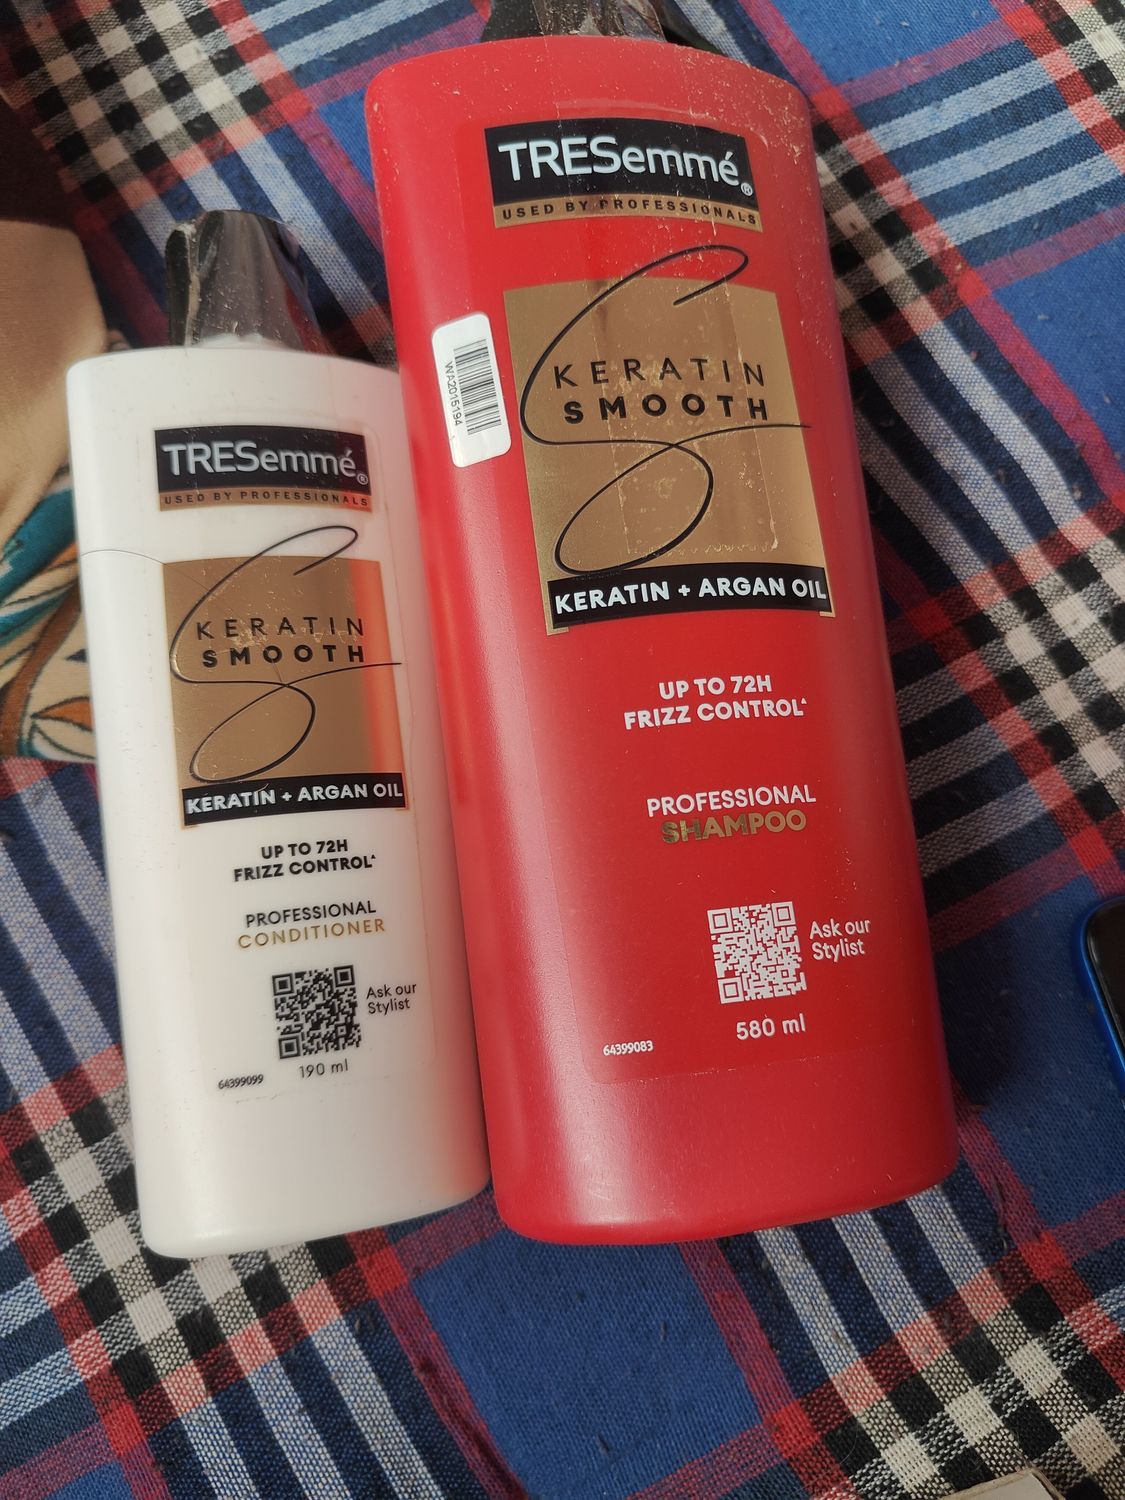 TRESemmé®
USED BY PROFESSIONALS
KERATIN
SMOOTH
KERATIN + ARGAN OIL
UP TO 72H
FRIZZ CONTROL^
PROFESSIONAL
CONDITIONER
Ask our
Stylist
190 ml
64399099
TRESemmé®
USED BY PROFESSIONALS
WA2015194
KERATIN
SMOOTH
KERATIN + ARGAN OIL
UP TO 72H
FRIZZ CONTROL^
PROFESSIONAL
SHAMPOO
Ask our
Stylist
580 ml
64399083